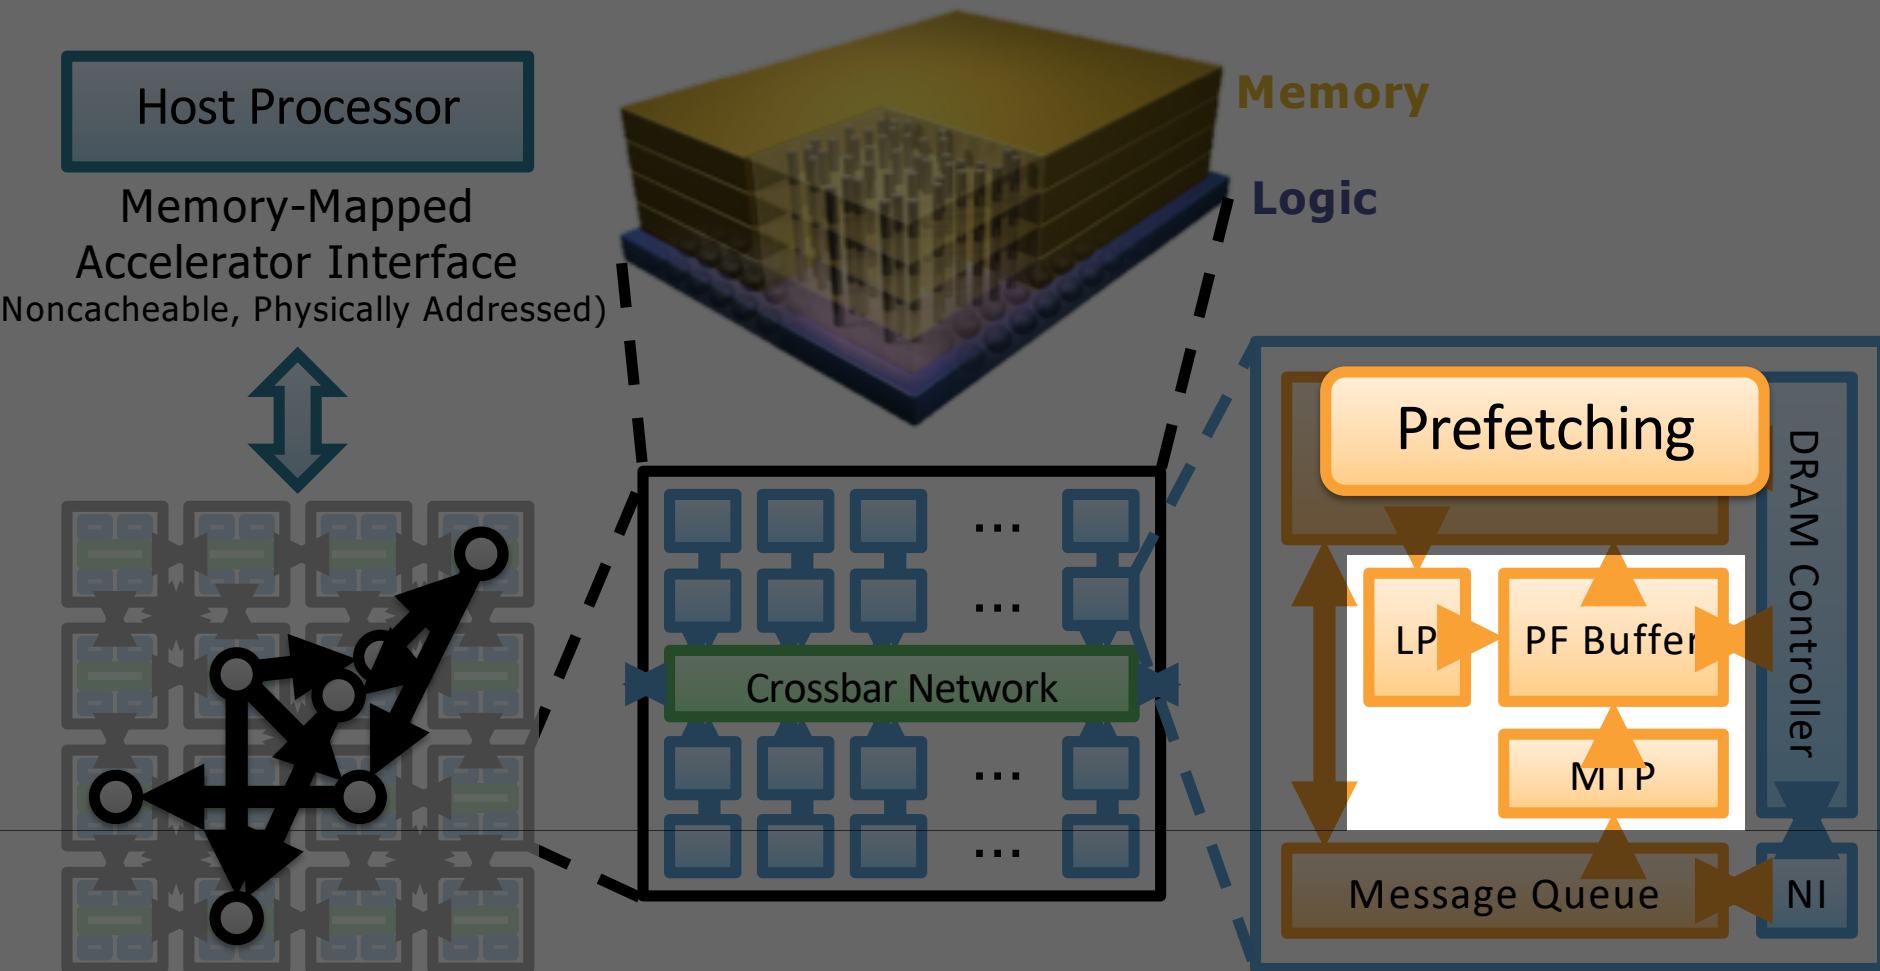 Host Processor
Memory-Mapped
Accelerator Interface
Noncacheable, Physically Addressed)
Memory
Logic
...
...
Crossbar Network
...
...
Prefetching
DRAM Controller
LP
PF Buffer
MTP
Message Queue
NI